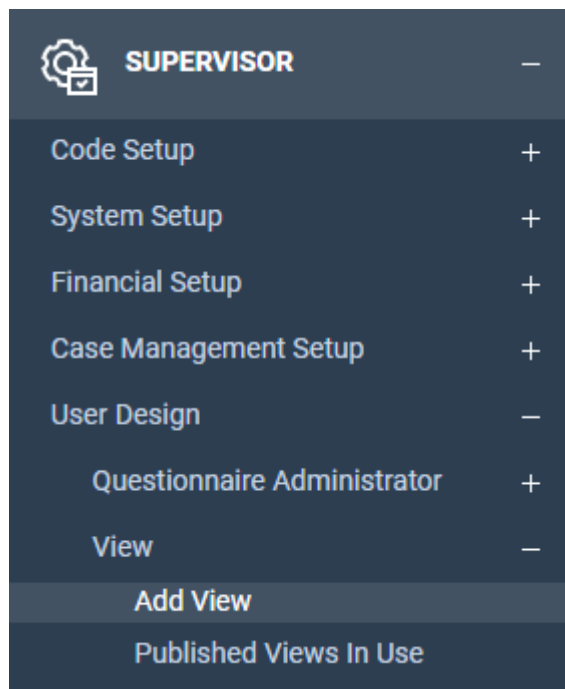 SUPERVISOR –
Code Setup +
System Setup +
Financial Setup +
Case Management Setup +
User Design –
Questionnaire Administrator +
View –
Add View
Published Views In Use